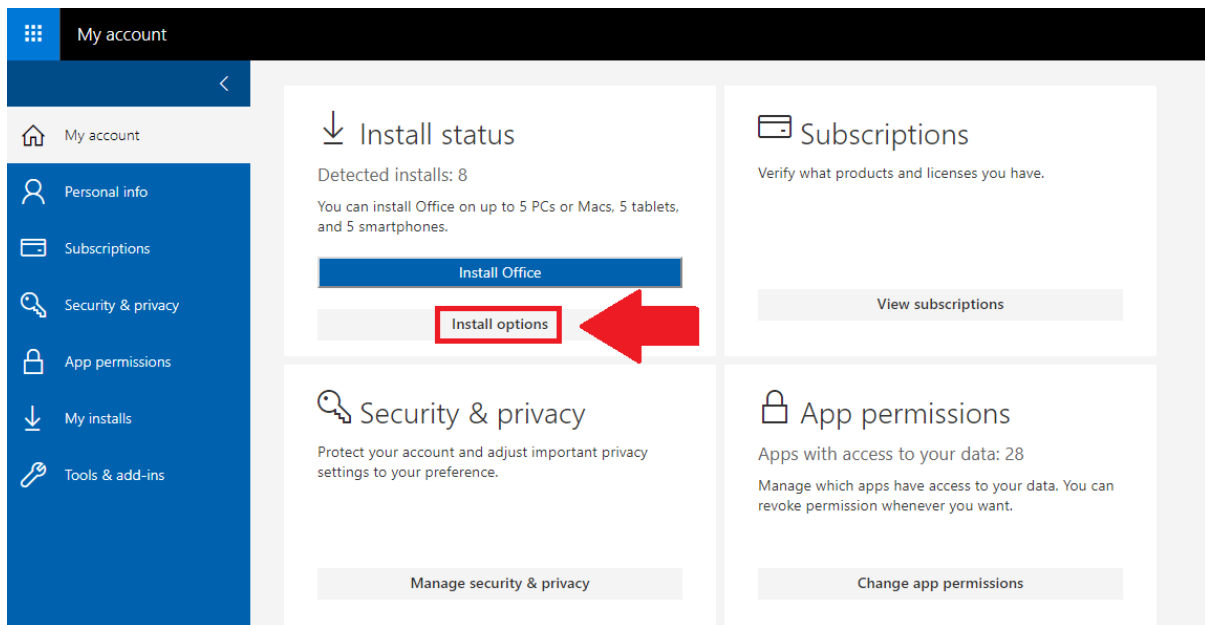 My account
My account
Personal info
Subscriptions
Security & privacy
App permissions
My installs
Tools & add-ins
Install status
Detected installs: 8
You can install Office on up to 5 PCs or Macs, 5 tablets,
and 5 smartphones.
Install Office
Install options
Subscriptions
Verify what products and licenses you have.
View subscriptions
Security & privacy
Protect your account and adjust important privacy
settings to your preference.
Manage security & privacy
App permissions
Apps with access to your data: 28
Manage which apps have access to your data. You can
revoke permission whenever you want.
Change app permissions